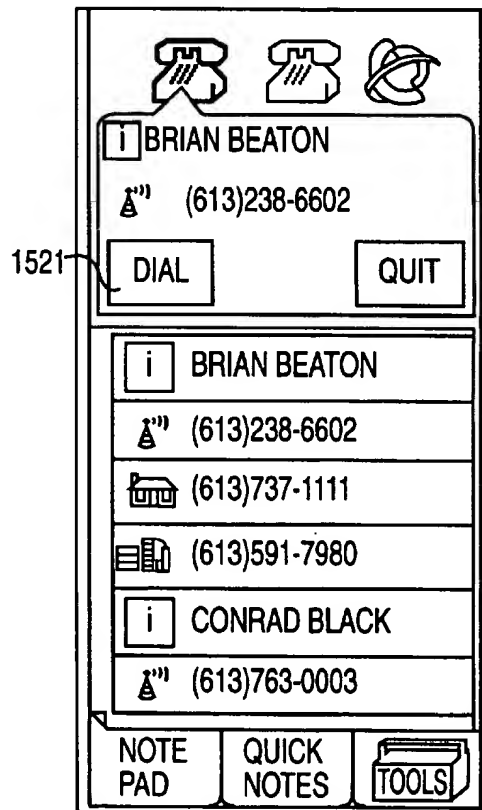 i BRIAN BEATON
(613)238-6602
1521
DIAL QUIT
i BRIAN BEATON
(613)238-6602
(613)737-1111
(613)591-7980
i CONRAD BLACK
(613)763-0003
NOTE PAD
QUICK NOTES
TOOLS